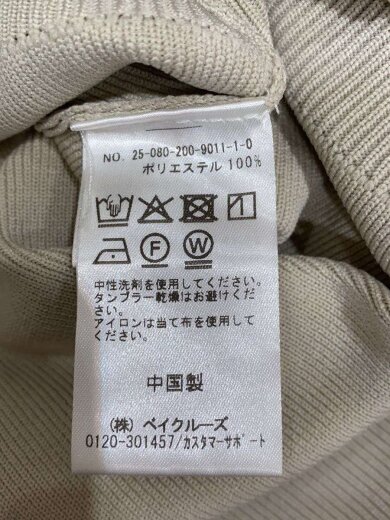 NO. 25-080-200-9011-1-0
ポリエステル 100%
F W
中性洗剤を使用してください。
タンブラー乾燥はお避けくだ
さい。
アイロンは当て布を使用して
ください。
中国製
(株) ベイクルーズ
0120-301457/カスタマーサポート